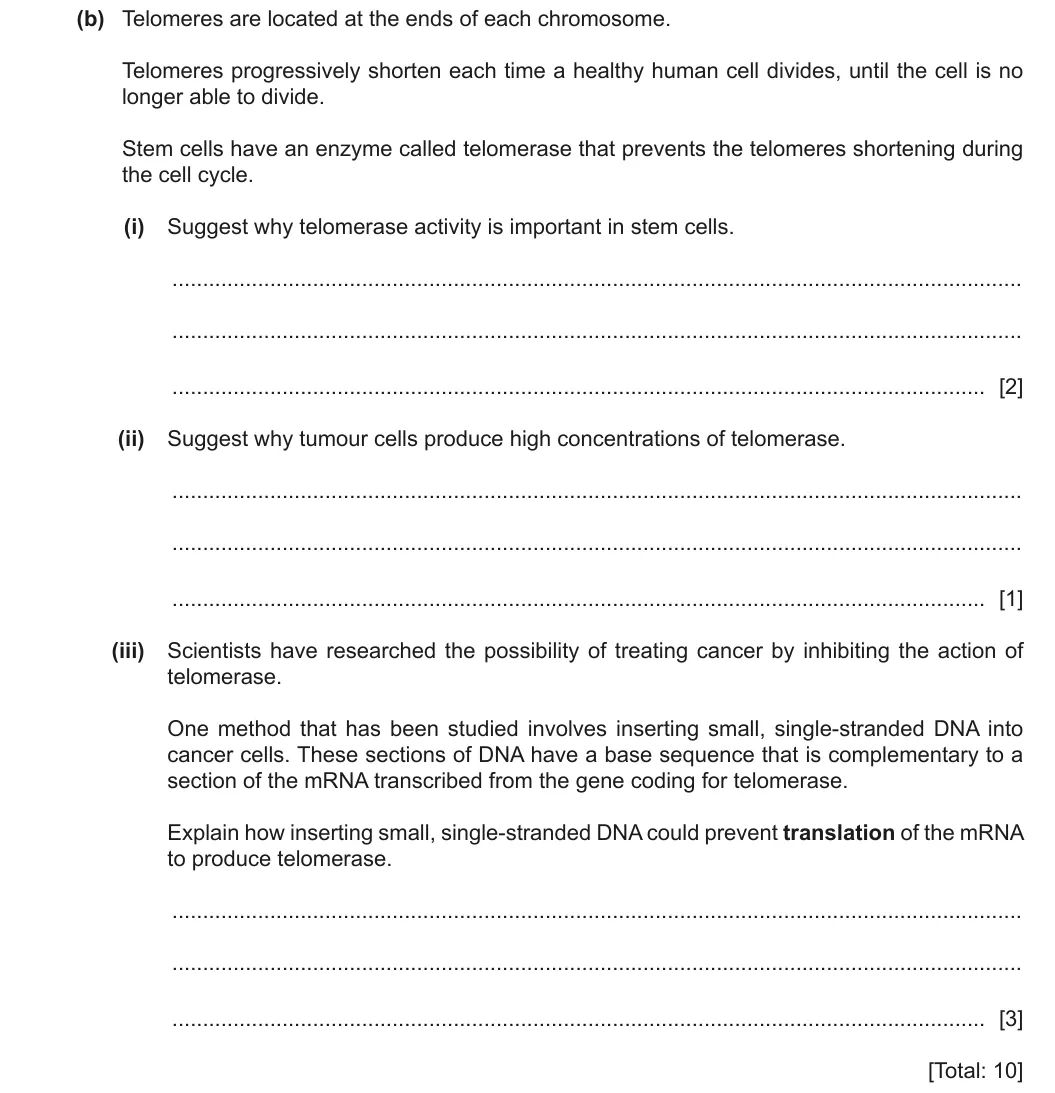 (b) Telomeres are located at the ends of each chromosome.
Telomeres progressively shorten each time a healthy human cell divides, until the cell is no
longer able to divide.
Stem cells have an enzyme called telomerase that prevents the telomeres shortening during
the cell cycle.
(i) Suggest why telomerase activity is important in stem cells.
..........................................................................................................................................
..........................................................................................................................................
.................................................................................................................................... [2]
(ii) Suggest why tumour cells produce high concentrations of telomerase.
..........................................................................................................................................
..........................................................................................................................................
.................................................................................................................................... [1]
(iii) Scientists have researched the possibility of treating cancer by inhibiting the action of
telomerase.
One method that has been studied involves inserting small, single-stranded DNA into
cancer cells. These sections of DNA have a base sequence that is complementary to a
section of the mRNA transcribed from the gene coding for telomerase.
Explain how inserting small, single-stranded DNA could prevent translation of the mRNA
to produce telomerase.
..........................................................................................................................................
..........................................................................................................................................
.................................................................................................................................... [3]
[Total: 10]